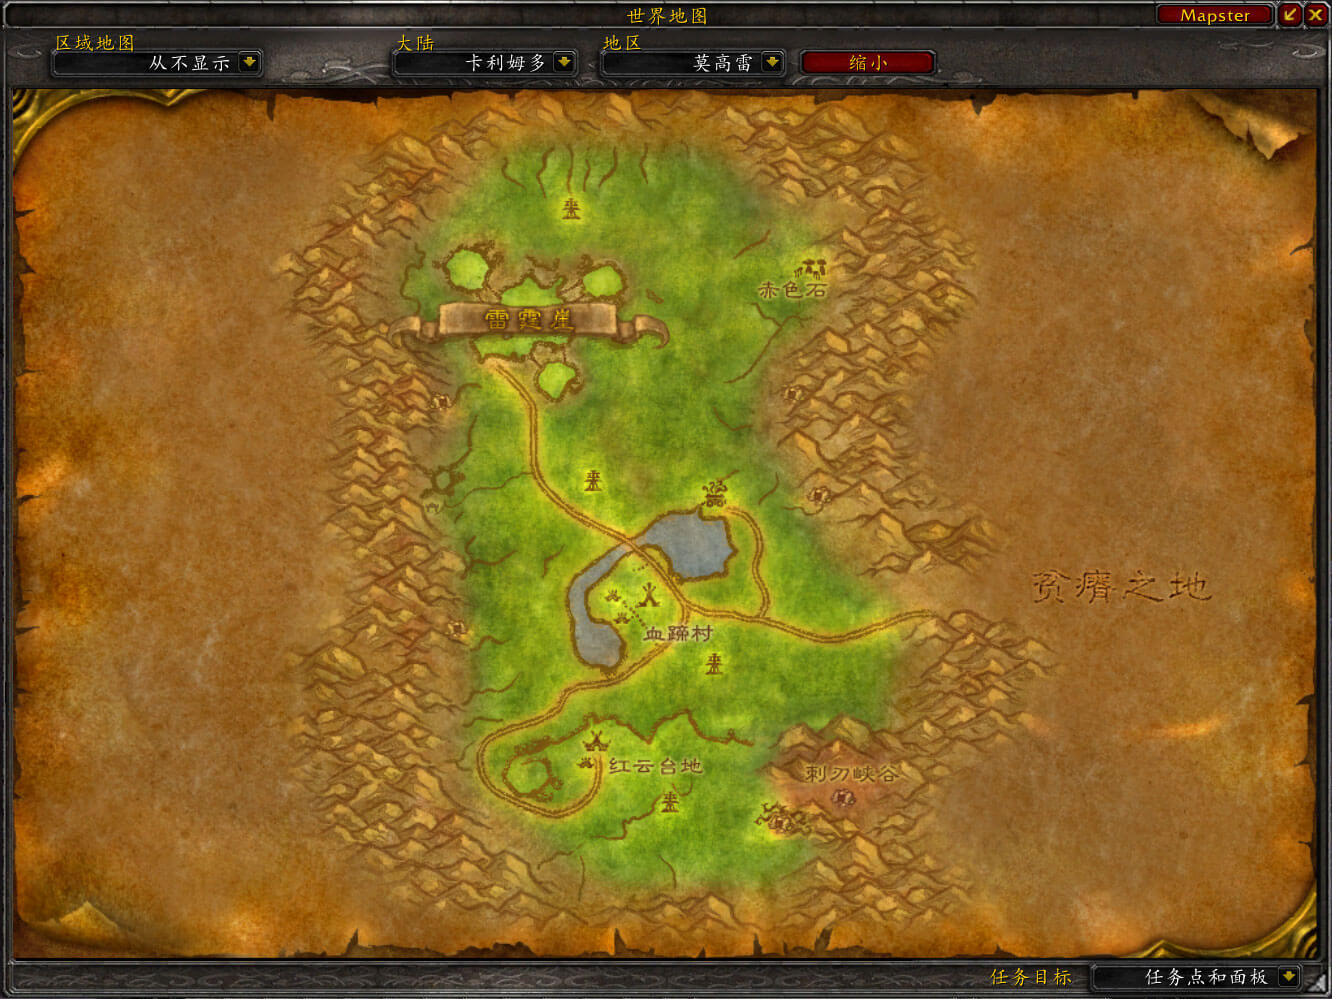 世界地图
Mapster
区域地图
大陆
地区
从不显示
卡利姆多
莫高雷
缩小
赤色石
雷霆崖
贫瘠之地
血蹄村
红云台地
刺刃峡谷
任务目标
任务点和面板